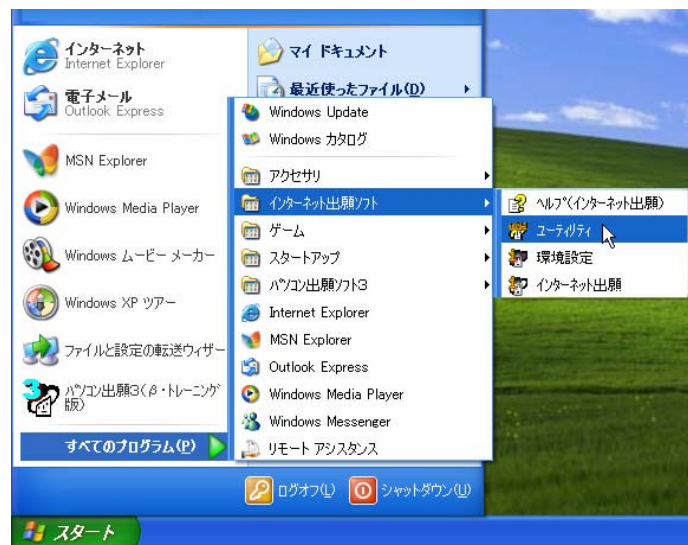 インターネット
Internet Explorer
電子メール
Outlook Express
MSN Explorer
Windows Media Player
Windows ムービー メーカー
Windows XP ツアー
ファイルと設定の転送ウィザー
パソコン出願3(β・トレーニング
版)
すべてのプログラム(P)
マイ ドキュメント
最近使ったファイル(D)
Windows Update
Windows カタログ
アクセサリ
インターネット出願ソフト
ゲーム
スタートアップ
パソコン出願ソフト3
Internet Explorer
MSN Explorer
Outlook Express
Windows Media Player
Windows Messenger
リモート アシスタンス
ヘルプ(インターネット出願)
ユーティリティ
環境設定
インターネット出願
ログオフ(L)
シャットダウン(U)
スタート